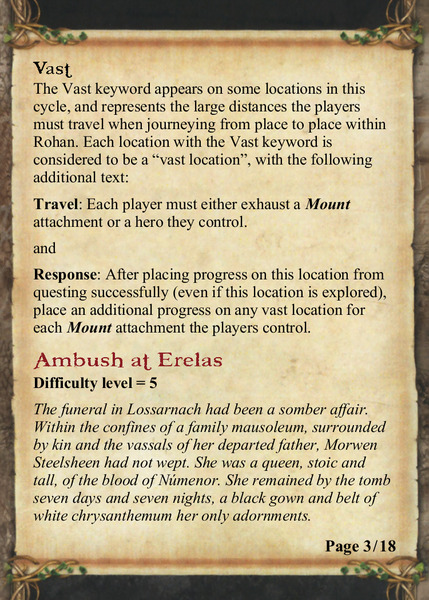 Vast
The Vast keyword appears on some locations in this
cycle, and represents the large distances the players
must travel when journeying from place to place within
Rohan. Each location with the Vast keyword is
considered to be a “vast location”, with the following
additional text:
Travel: Each player must either exhaust a Mount
attachment or a hero they control.
and
Response: After placing progress on this location from
questing successfully (even if this location is explored),
place an additional progress on any vast location for
each Mount attachment the players control.
Ambush at Erelas
Difficulty level = 5
The funeral in Lossarnach had been a somber affair.
Within the confines of a family mausoleum, surrounded
by kin and the vassals of her departed father, Morwen
Steelsheen had not wept. She was a queen, stoic and
tall, of the blood of Númenor. She remained by the tomb
seven days and seven nights, a black gown and belt of
white chrysanthemum her only adornments.
Page 3/18